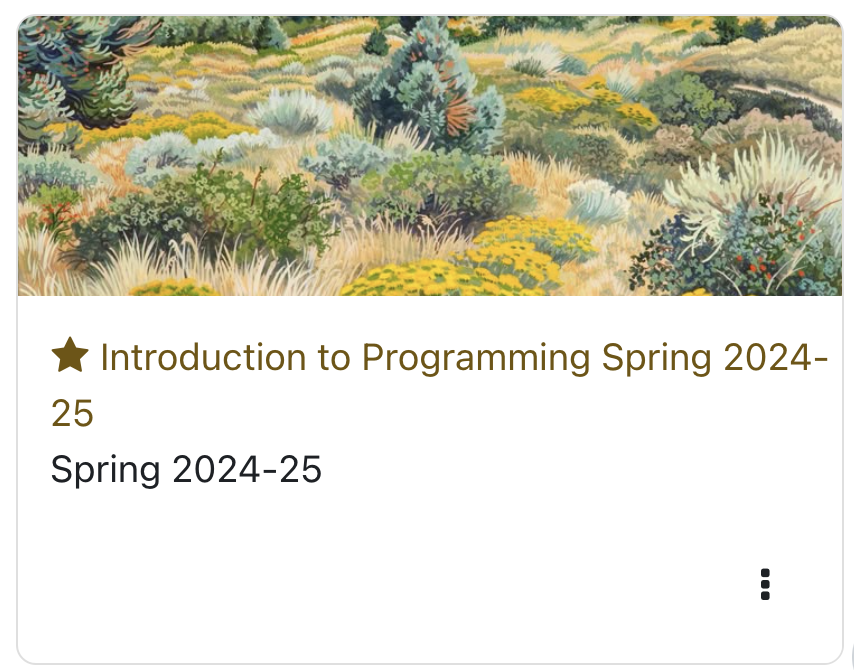 Introduction to Programming Spring 2024-
25
Spring 2024-25